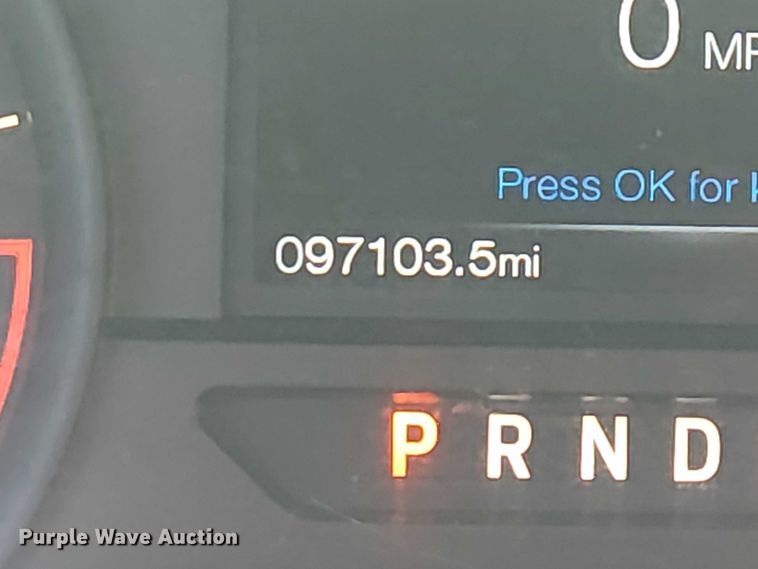 0 MP
Press OK for
097103.5mi
P R N D
Purple Wave Auction